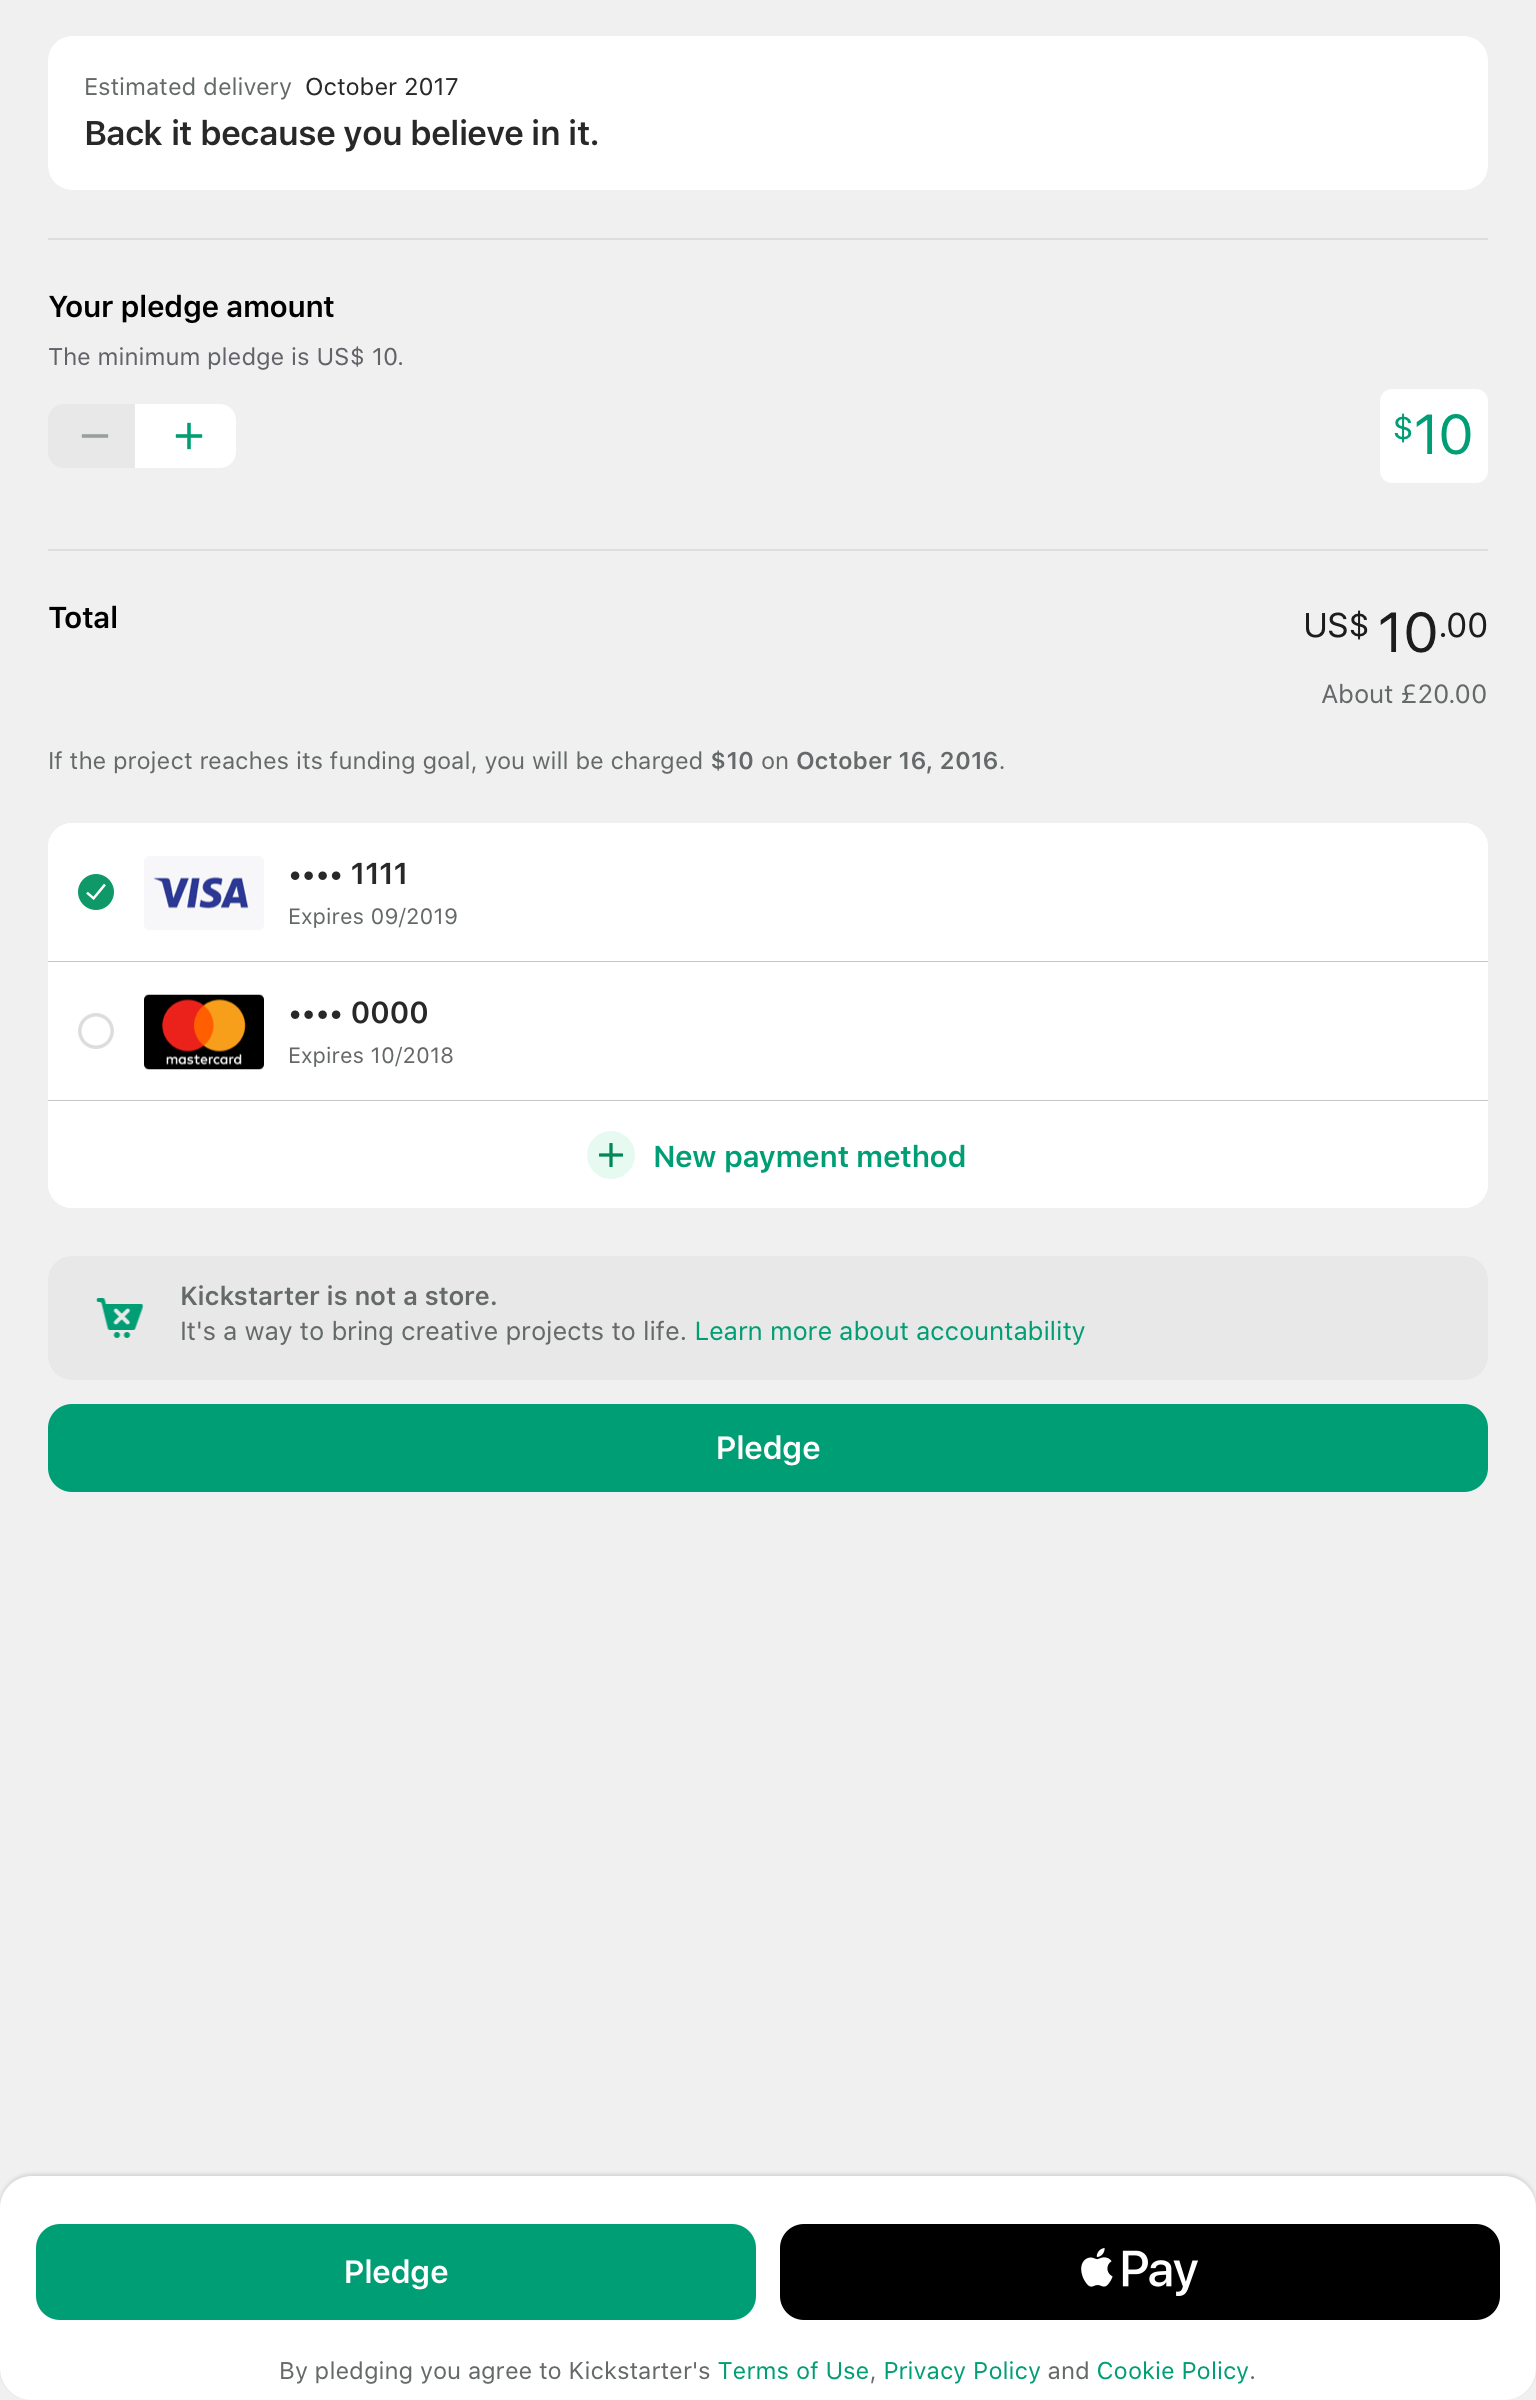 Estimated delivery October 2017
Back it because you believe in it.
Your pledge amount
The minimum pledge is US$ 10.
− +
$10
Total
US$ 10.00
About £20.00
If the project reaches its funding goal, you will be charged $10 on October 16, 2016.
VISA
•••• 1111
Expires 09/2019
mastercard
•••• 0000
Expires 10/2018
+ New payment method
Kickstarter is not a store.
It's a way to bring creative projects to life. Learn more about accountability
Pledge
Pledge
Pay
By pledging you agree to Kickstarter's Terms of Use, Privacy Policy and Cookie Policy.